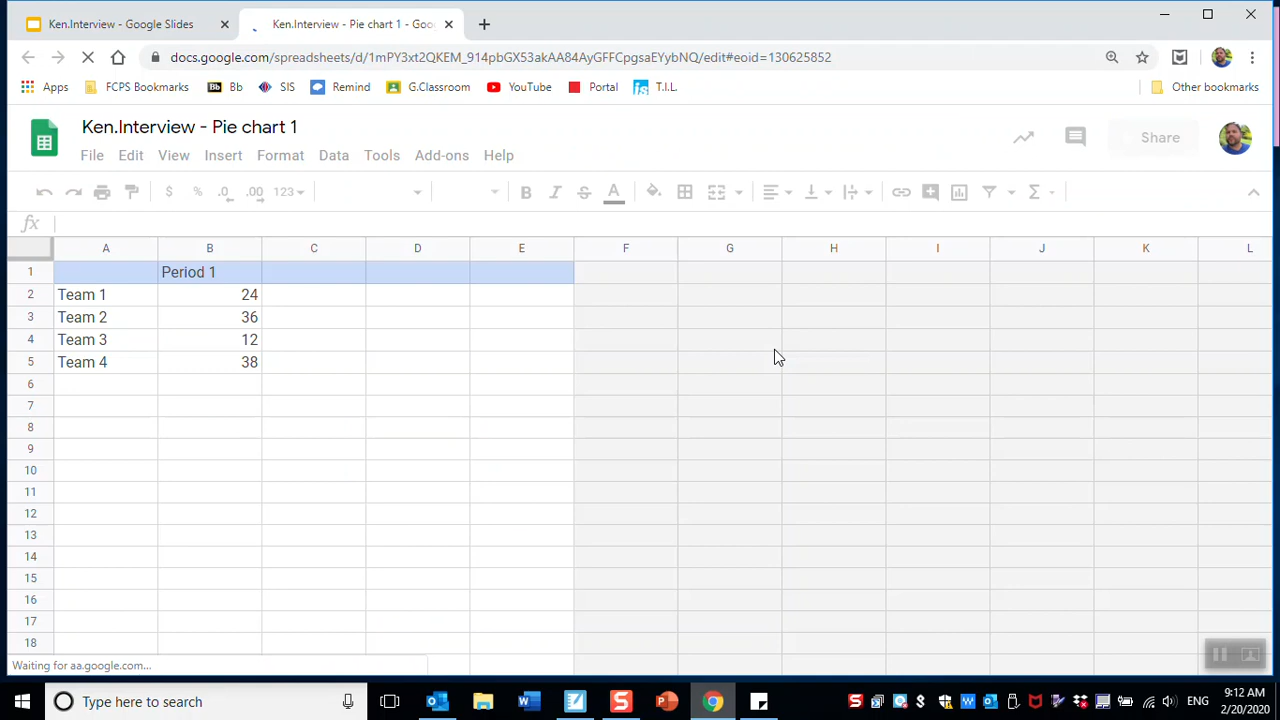 Ken.Interview - Google Slides
Ken.Interview - Pie chart 1 - Goo
docs.google.com/spreadsheets/d/1mPY3xt2QKEM_914pbGX53akAA84AyGFFCpgsaEYybNQ/edit#eoid=130625852
Apps FCPS Bookmarks Bb Bb SIS Remind G.Classroom YouTube Portal T.I.L. Other bookmarks
Ken.Interview - Pie chart 1
Share
File Edit View Insert Format Data Tools Add-ons Help
$ % .0 .00 123 B I S A
fx
A B C D E F G H I J K L
1 Period 1
2 Team 1 24
3 Team 2 36
4 Team 3 12
5 Team 4 38
6
7
8
9
10
11
12
13
14
15
16
17
18
Waiting for aa.google.com...
Type here to search
ENG
9:12 AM
2/20/2020